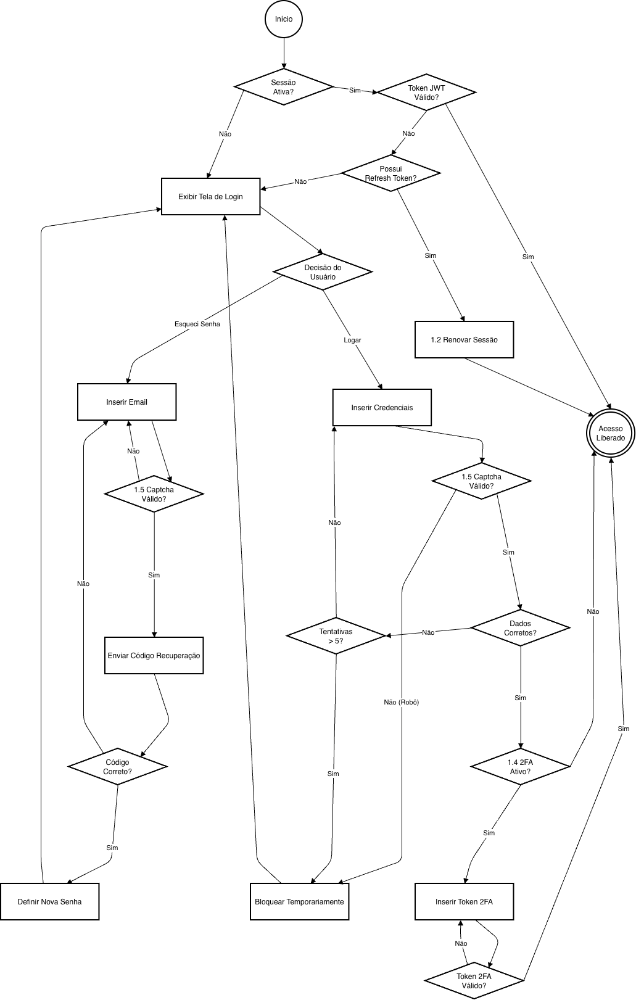 Início
Sessão
Ativa?
Sim
Token JWT
Válido?
Não
Não
Possui
Refresh Token?
Não
Exibir Tela de Login
Sim
Sim
Decisão do
Usuário
Esqueci Senha
Logar
1.2 Renovar Sessão
Inserir Email
Inserir Credenciais
Acesso
Liberado
Não
1.5 Captcha
Válido?
1.5 Captcha
Válido?
Não
Sim
Sim
Não
Não
Tentativas
> 5?
Não
Dados
Corretos?
Enviar Código Recuperação
Não (Robô)
Sim
Sim
Código
Correto?
1.4 2FA
Ativo?
Sim
Sim
Sim
Definir Nova Senha
Bloquear Temporariamente
Inserir Token 2FA
Não
Token 2FA
Válido?